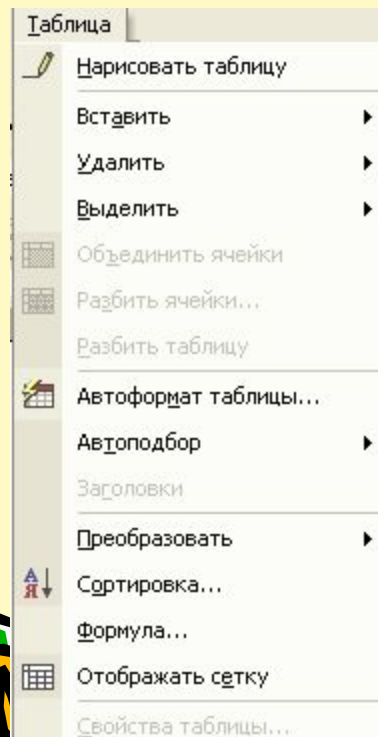 Таблица
Нарисовать таблицу
Вставить
Удалить
Выделить
Объединить ячейки
Разбить ячейки...
Разбить таблицу
Автоформат таблицы...
Автоподбор
Заголовки
Преобразовать
Сортировка...
Формула...
Отображать сетку
Свойства таблицы...